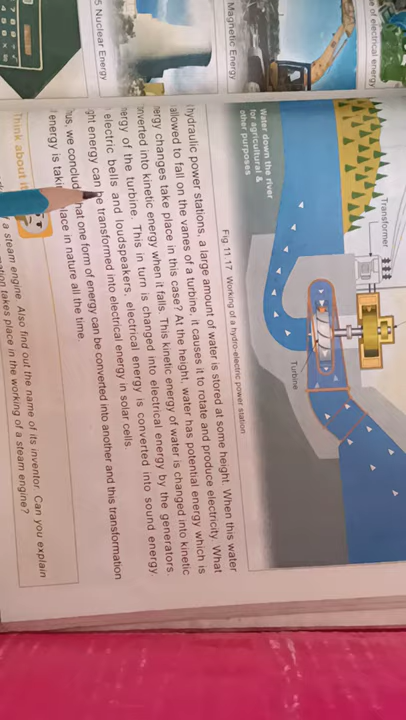 e of electrical energy
Magnetic Energy
5 Nuclear Energy
Transformer
Turbine
Water down the river
for agricultural &
other purposes
Fig 11.17 Working of a hydro-electric power station
hydraulic power stations, a large amount of water is stored at some height. When this water
allowed to fall on the vanes of a turbine, it causes it to rotate and produce electricity. What
ergy changes take place in this case? At the height, water has potential energy which is
nverted into kinetic energy when it falls. This kinetic energy of water is changed into kinetic
ergy of the turbine. This in turn is changed into electrical energy by the generators.
electric bells and loudspeakers, electrical energy is converted into sound energy
ght energy can be transformed into electrical energy in solar cells.
us, we conclud hat one form of energy can be converted into another and this transformation
energy is taki lace in nature all the time.
Think about it
a steam engine. Also find out the name of its inventor. Can you explain
ation takes place in the working of a steam engine?